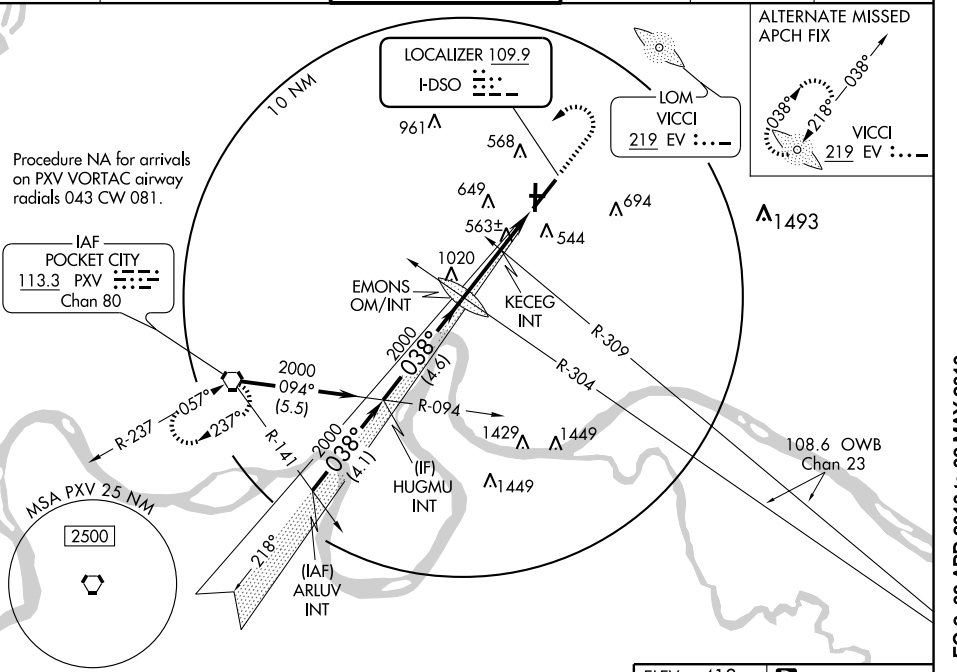 ALTERNATE MISSED
APCH FIX
038°
218°
038°
VICCI
219 EV
LOCALIZER 109.9
I-DSO
10 NM
LOM
VICCI
219 EV
961
568
649
694
563±
544
1493
1020
Procedure NA for arrivals
on PXV VORTAC airway
radials 043 CW 081.
IAF
POCKET CITY
113.3 PXV
Chan 80
EMONS
OM/INT
KECEG
INT
R-309
R-304
2000
038°
(4.6)
2000
094°
(5.5)
R-094
057°
237°
R-237
R-141
2000
038°
(4.1)
1429
1449
1449
108.6 OWB
Chan 23
(IF)
HUGMU
INT
MSA PXV 25 NM
2500
218°
(IAF)
ARLUV
INT